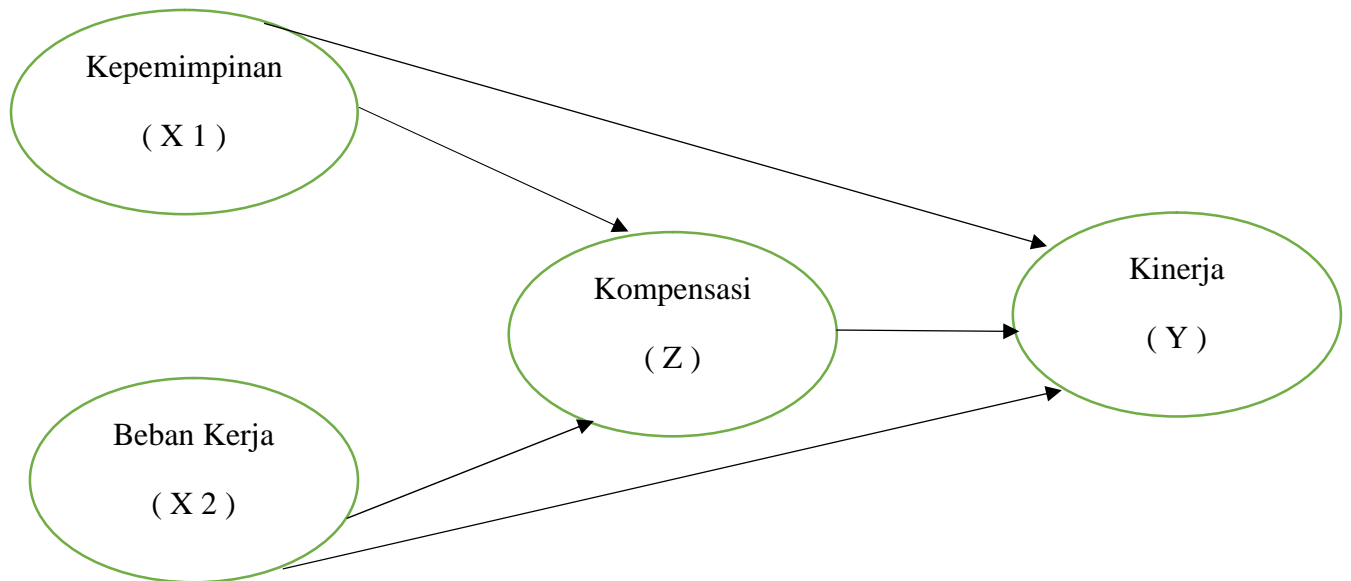 Kepemimpinan
( X 1 )
Kompensasi
( Z )
Kinerja
( Y )
Beban Kerja
( X 2 )